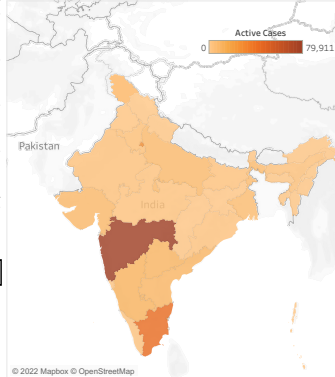 Active Cases
0 79,911
Pakistan
India
© 2022 Mapbox © OpenStreetMap